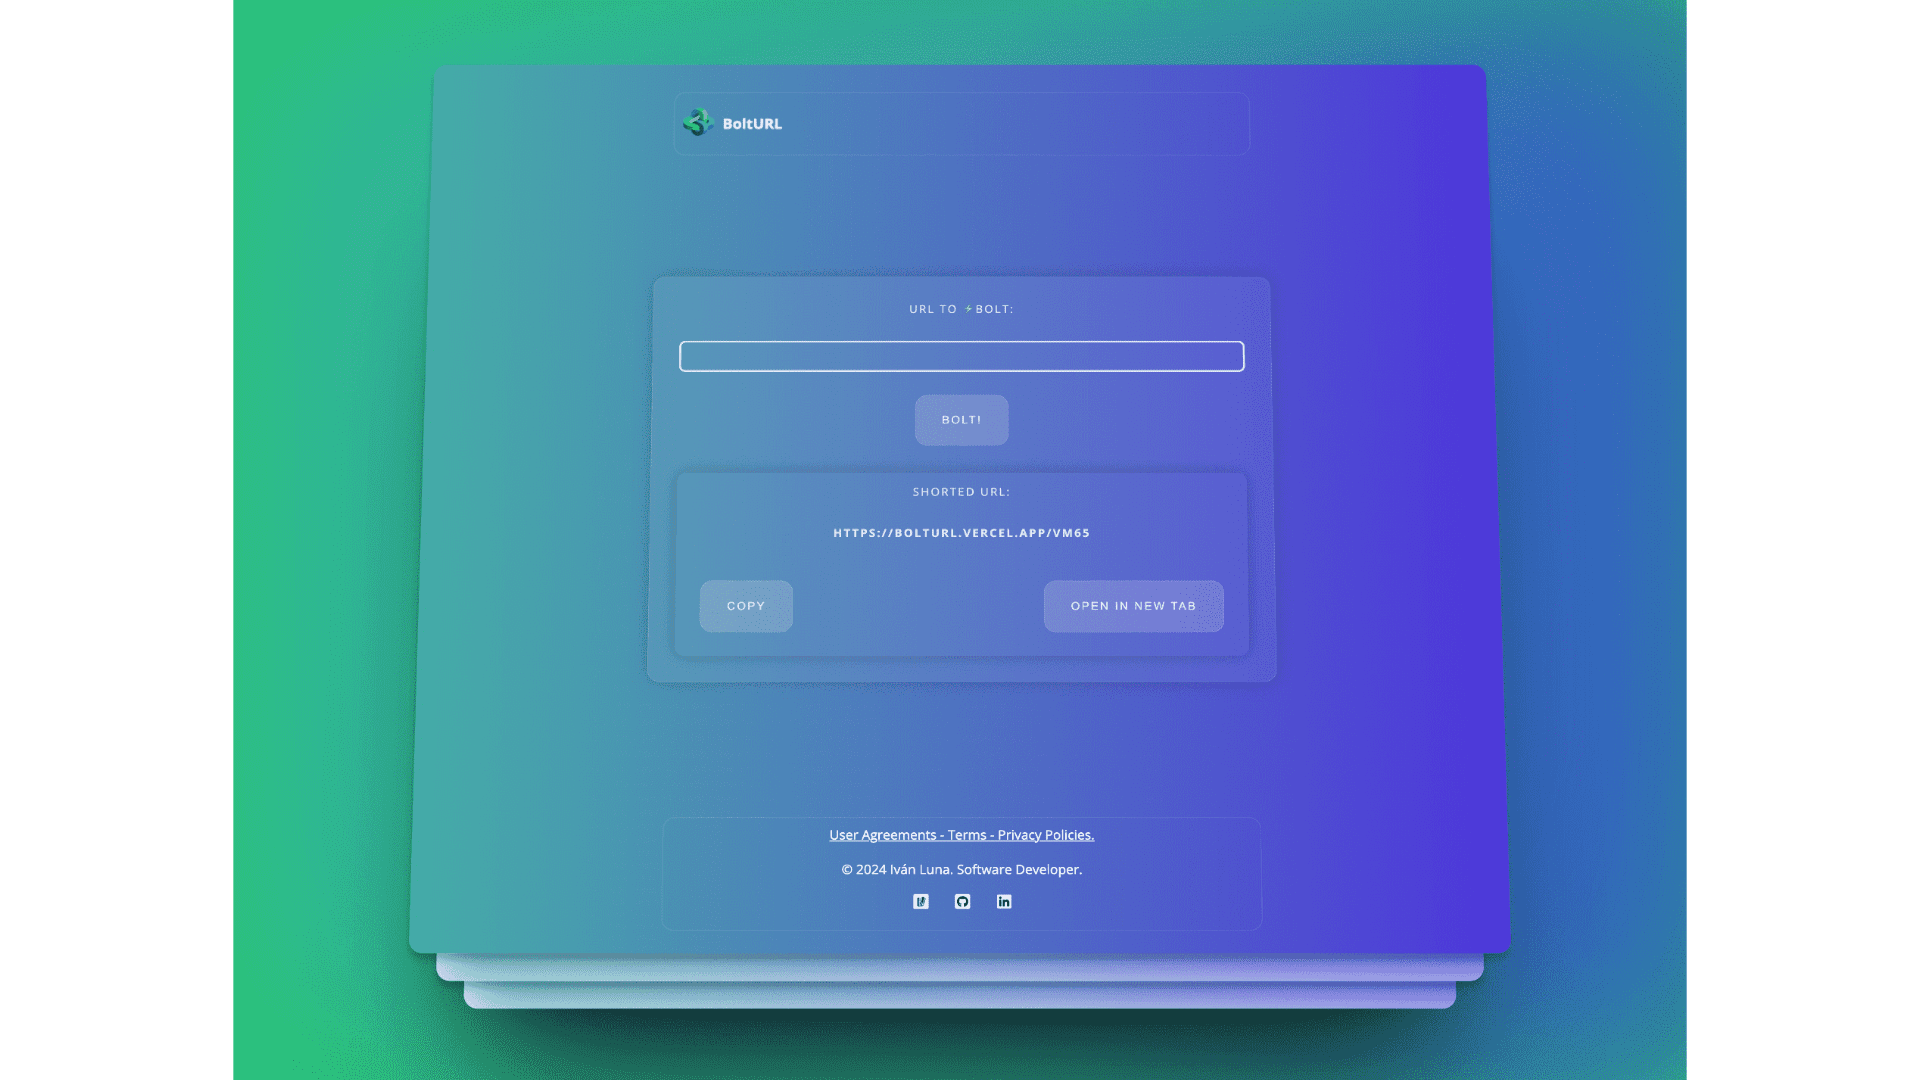 BoltURL
URL TO ⚡BOLT:
BOLT!
SHORTED URL:
HTTPS://BOLTURL.VERCEL.APP/VM65
COPY
OPEN IN NEW TAB
User Agreements - Terms - Privacy Policies.
© 2024 Iván Luna. Software Developer.
in